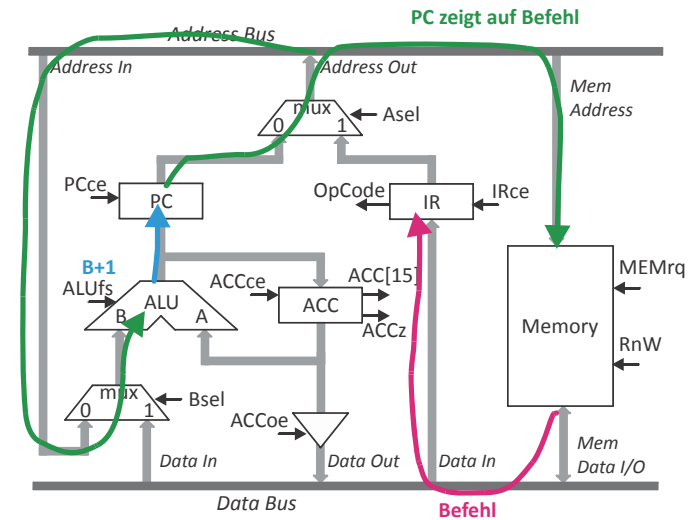 PC zeigt auf Befehl
Address Bus
Address In
Address Out
Mem
Address
mux
0
1
Asel
PCce
PC
OpCode
IR
IRce
B+1
ALUfs
ALU
B
A
ACCce
ACC
ACC[15]
ACCz
MEMrq
Memory
RnW
mux
0
1
Bsel
ACCoe
Data In
Data Out
Data In
Mem
Data I/O
Data Bus
Befehl